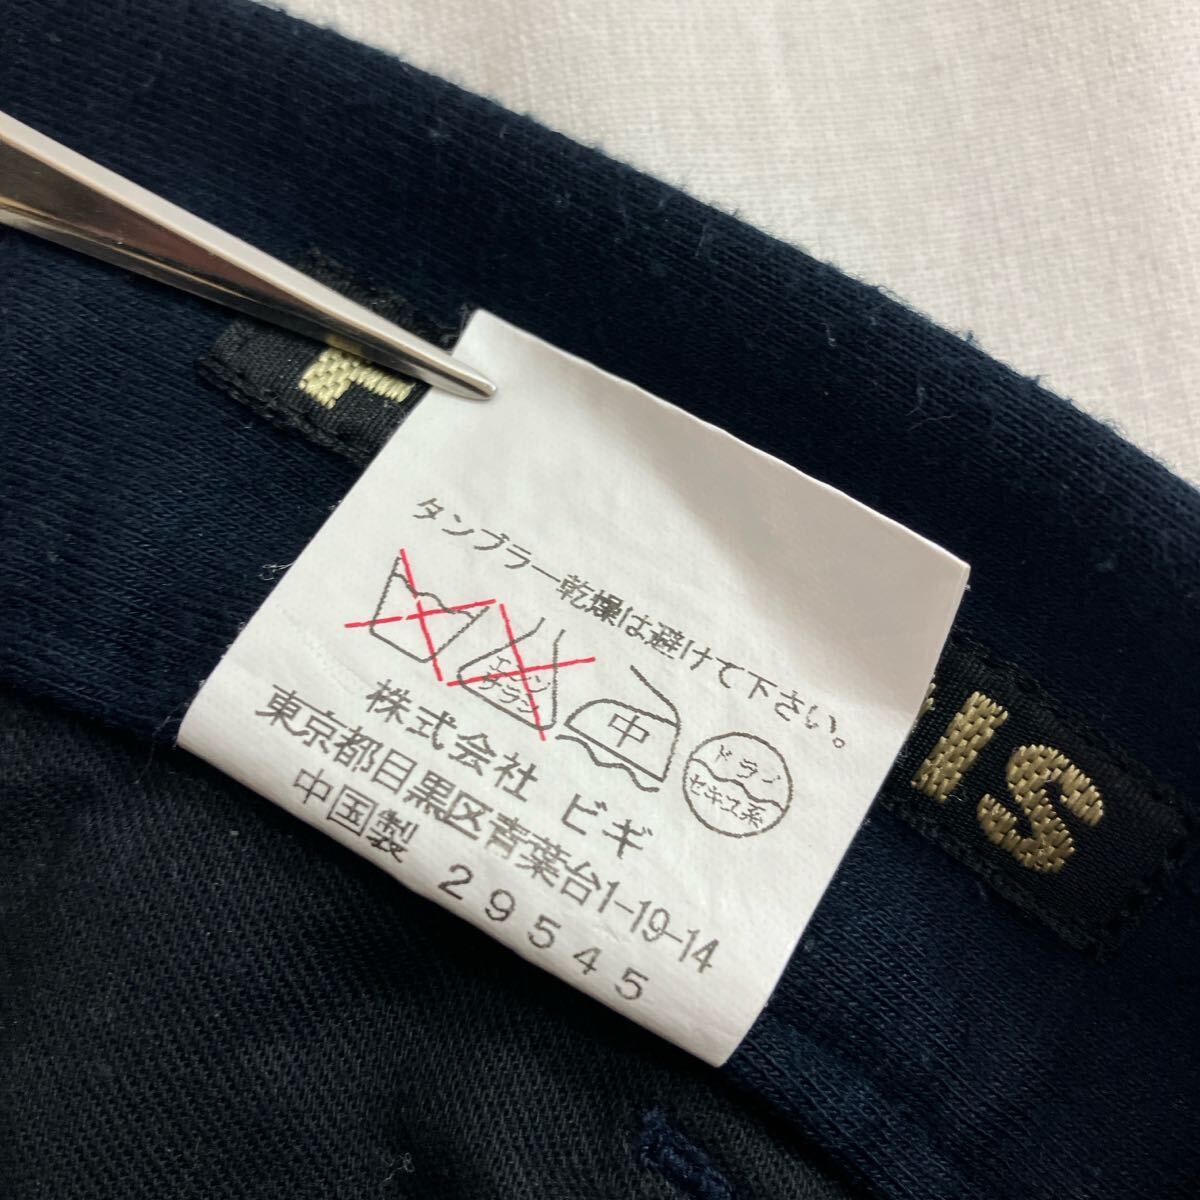 タンブラー乾燥は避けて下さい。
エンソ
サラシ
中
ドライ
セキユ系
株式会社 ビギ
東京都目黒区青葉台1-19-14
中国製 29545
IS